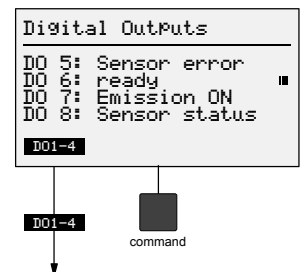 Digital Outputs
DO 5: Sensor error
DO 6: ready
DO 7: Emission ON
DO 8: Sensor status
DO1-4
DO1-4
command